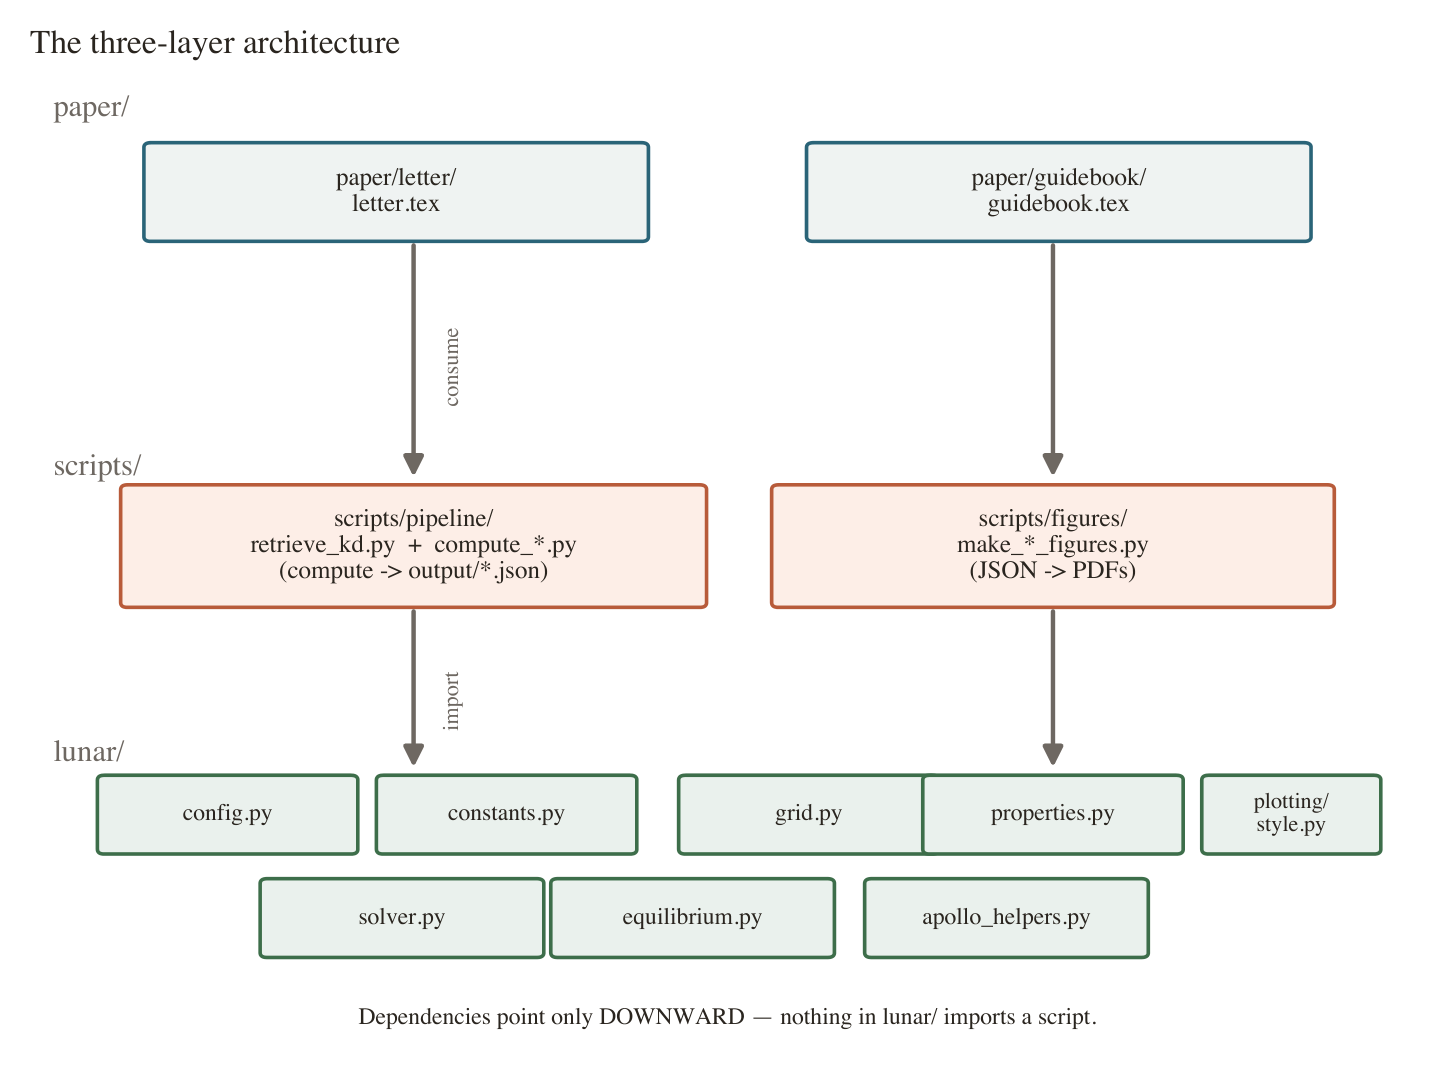 The three-layer architecture
paper/
paper/letter/
letter.tex
paper/guidebook/
guidebook.tex
consume
scripts/
scripts/pipeline/
retrieve_kd.py + compute_*.py
(compute -> output/*.json)
scripts/figures/
make_*_figures.py
(JSON -> PDFs)
import
lunar/
config.py
constants.py
grid.py
properties.py
plotting/
style.py
solver.py
equilibrium.py
apollo_helpers.py
Dependencies point only DOWNWARD — nothing in lunar/ imports a script.